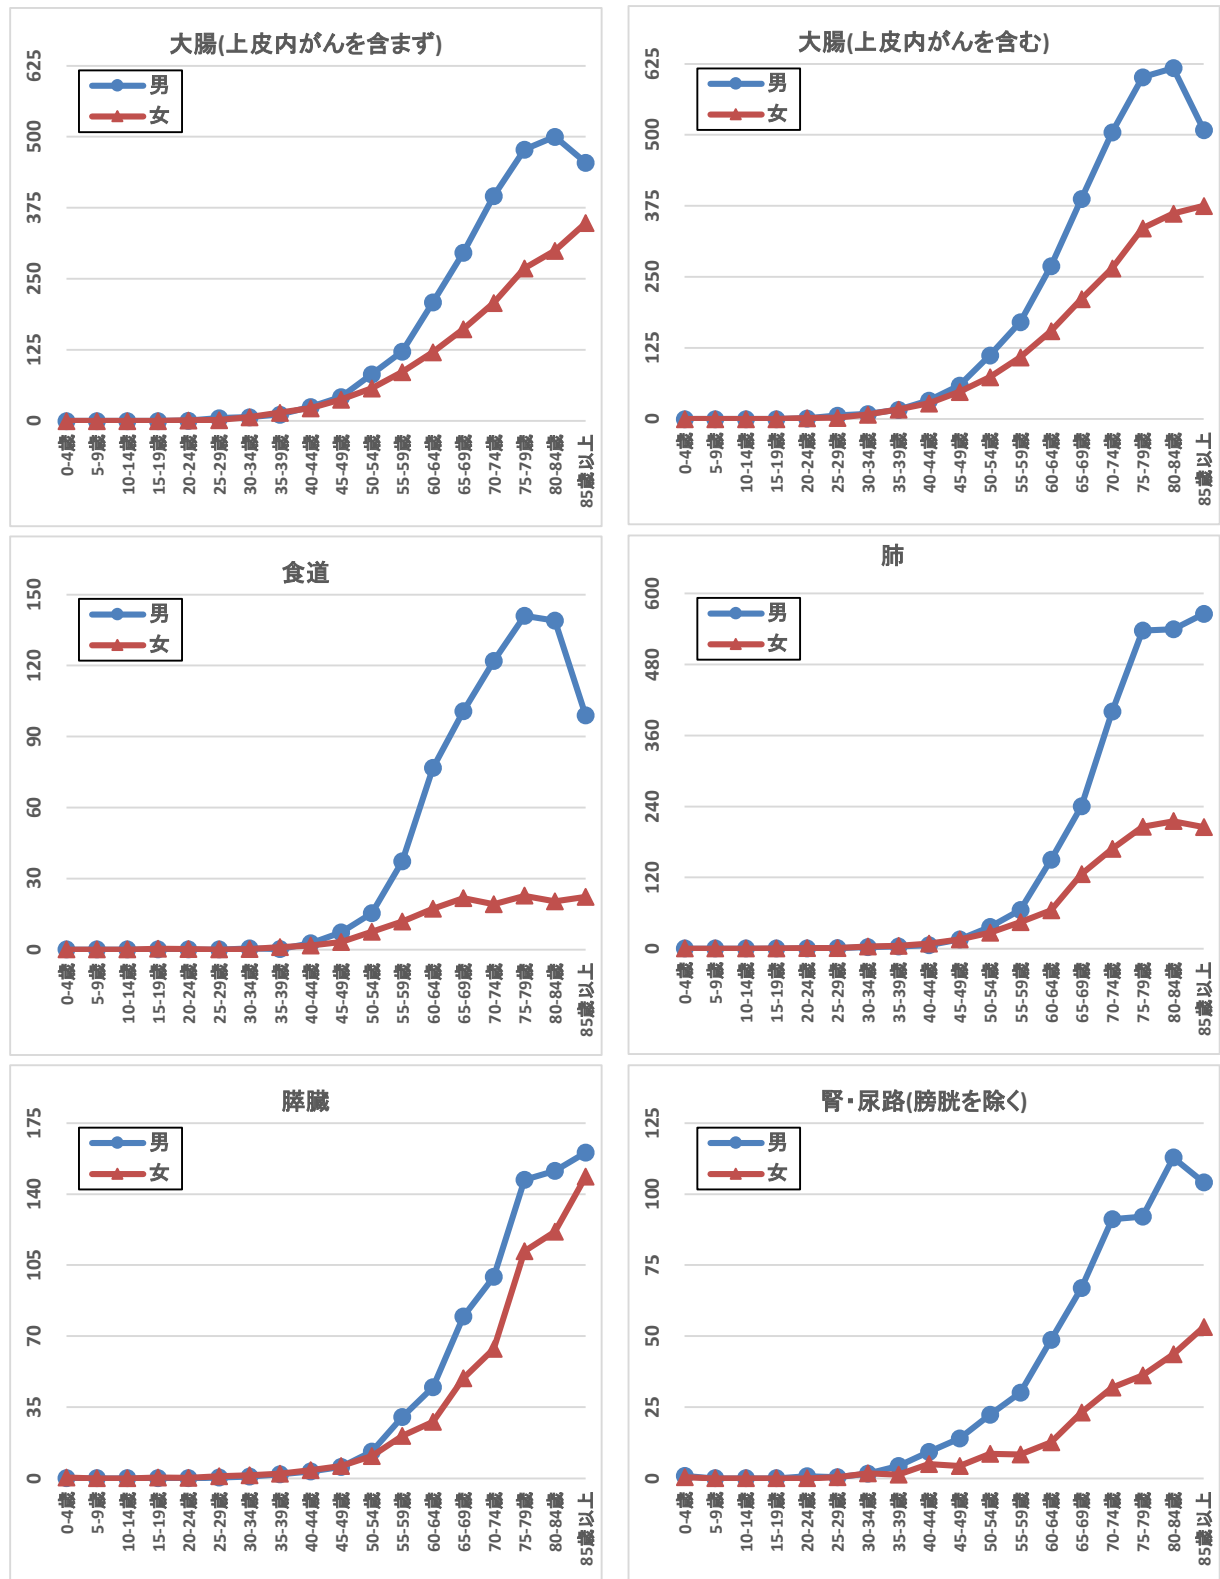 大腸(上皮内がんを含まず)
男
女
625
500
375
250
125
0
0-4歳
5-9歳
10-14歳
15-19歳
20-24歳
25-29歳
30-34歳
35-39歳
40-44歳
45-49歳
50-54歳
55-59歳
60-64歳
65-69歳
70-74歳
75-79歳
80-84歳
85歳以上
大腸(上皮内がんを含む)
男
女
625
500
375
250
125
0
0-4歳
5-9歳
10-14歳
15-19歳
20-24歳
25-29歳
30-34歳
35-39歳
40-44歳
45-49歳
50-54歳
55-59歳
60-64歳
65-69歳
70-74歳
75-79歳
80-84歳
85歳以上
食道
男
女
150
120
90
60
30
0
0-4歳
5-9歳
10-14歳
15-19歳
20-24歳
25-29歳
30-34歳
35-39歳
40-44歳
45-49歳
50-54歳
55-59歳
60-64歳
65-69歳
70-74歳
75-79歳
80-84歳
85歳以上
肺
男
女
600
480
360
240
120
0
0-4歳
5-9歳
10-14歳
15-19歳
20-24歳
25-29歳
30-34歳
35-39歳
40-44歳
45-49歳
50-54歳
55-59歳
60-64歳
65-69歳
70-74歳
75-79歳
80-84歳
85歳以上
膵臓
男
女
175
140
105
70
35
0
0-4歳
5-9歳
10-14歳
15-19歳
20-24歳
25-29歳
30-34歳
35-39歳
40-44歳
45-49歳
50-54歳
55-59歳
60-64歳
65-69歳
70-74歳
75-79歳
80-84歳
85歳以上
腎・尿路(膀胱を除く)
男
女
125
100
75
50
25
0
0-4歳
5-9歳
10-14歳
15-19歳
20-24歳
25-29歳
30-34歳
35-39歳
40-44歳
45-49歳
50-54歳
55-59歳
60-64歳
65-69歳
70-74歳
75-79歳
80-84歳
85歳以上